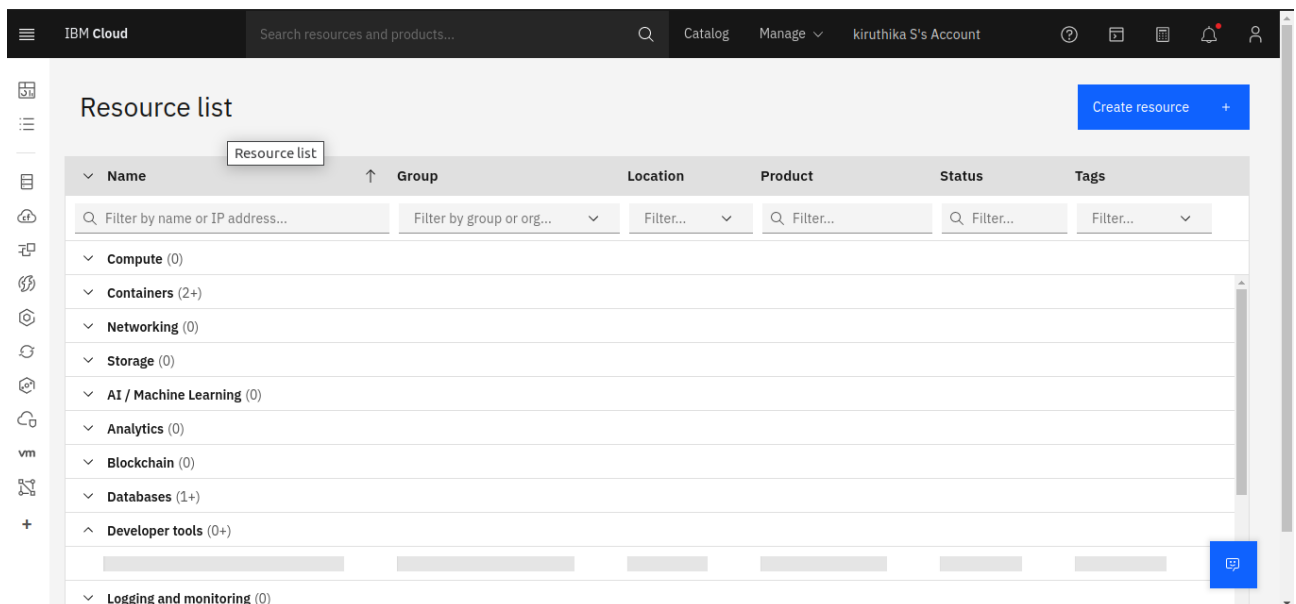 IBM Cloud Search resources and products... Catalog Manage kiruthika S's Account
Resource list
Create resource +
Resource list
Name Group Location Product Status Tags
Filter by name or IP address... Filter by group or org... Filter... Filter... Filter... Filter...
Compute (0)
Containers (2+)
Networking (0)
Storage (0)
AI / Machine Learning (0)
Analytics (0)
Blockchain (0)
vm
Databases (1+)
Developer tools (0+)
Logging and monitoring (0)